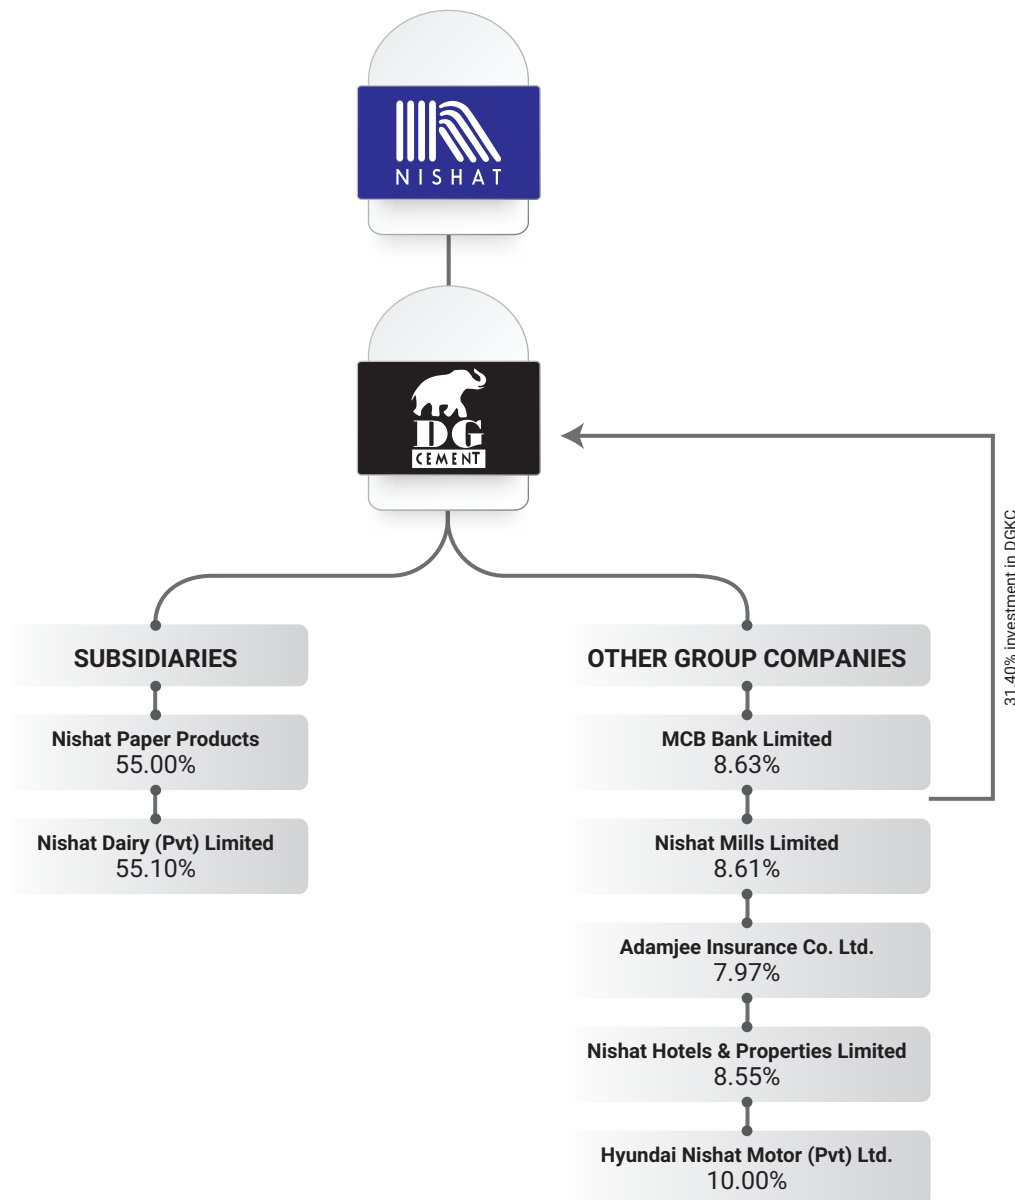 NISHAT
DG
CEMENT
31.40% investment in DGKC
SUBSIDIARIES
Nishat Paper Products
55.00%
Nishat Dairy (Pvt) Limited
55.10%
OTHER GROUP COMPANIES
MCB Bank Limited
8.63%
Nishat Mills Limited
8.61%
Adamjee Insurance Co. Ltd.
7.97%
Nishat Hotels & Properties Limited
8.55%
Hyundai Nishat Motor (Pvt) Ltd.
10.00%